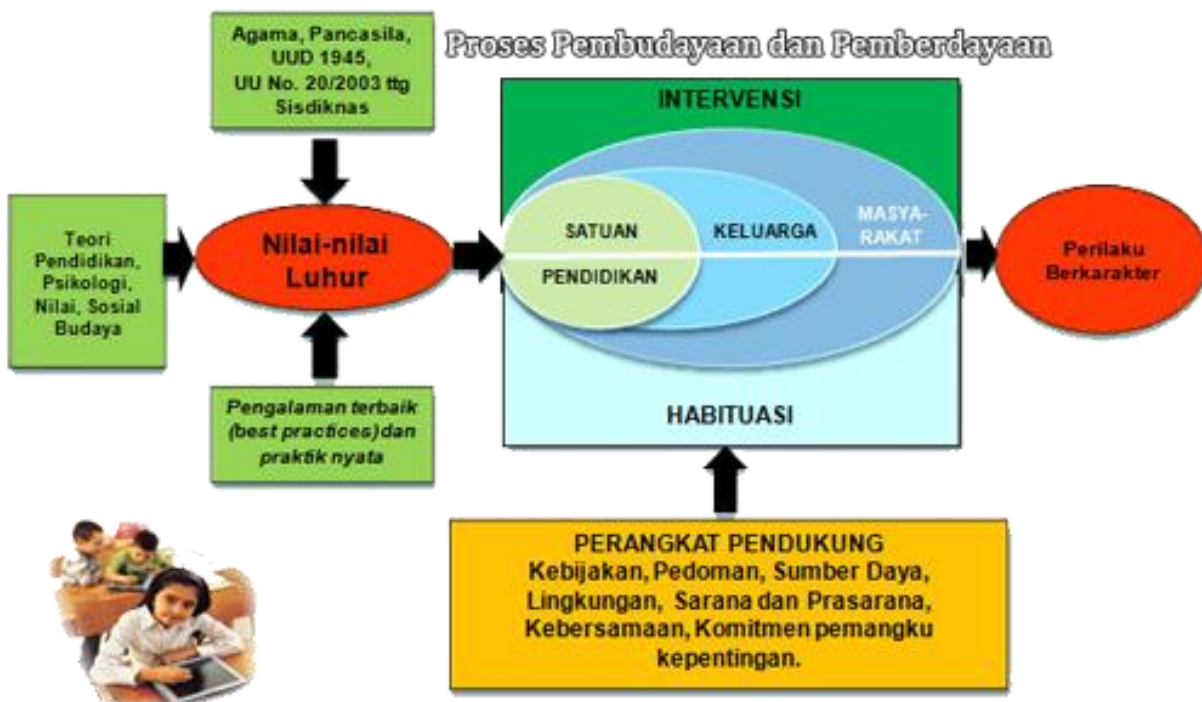 Agama, Pancasila,
UUD 1945,
UU No. 20/2003 ttg
Sisdiknas
Proses Pembudayaan dan Pemberdayaan
INTERVENSI
Teori
Pendidikan,
Psikologi,
Nilai, Sosial
Budaya
Nilai-nilai
Luhur
SATUAN
PENDIDIKAN
KELUARGA
MASYA-
RAKAT
Perilaku
Berkarakter
Pengalaman terbaik
(best practices)dan
praktik nyata
HABITUASI
PERANGKAT PENDUKUNG
Kebijakan, Pedoman, Sumber Daya,
Lingkungan, Sarana dan Prasarana,
Kebersamaan, Komitmen pemangku
kepentingan.